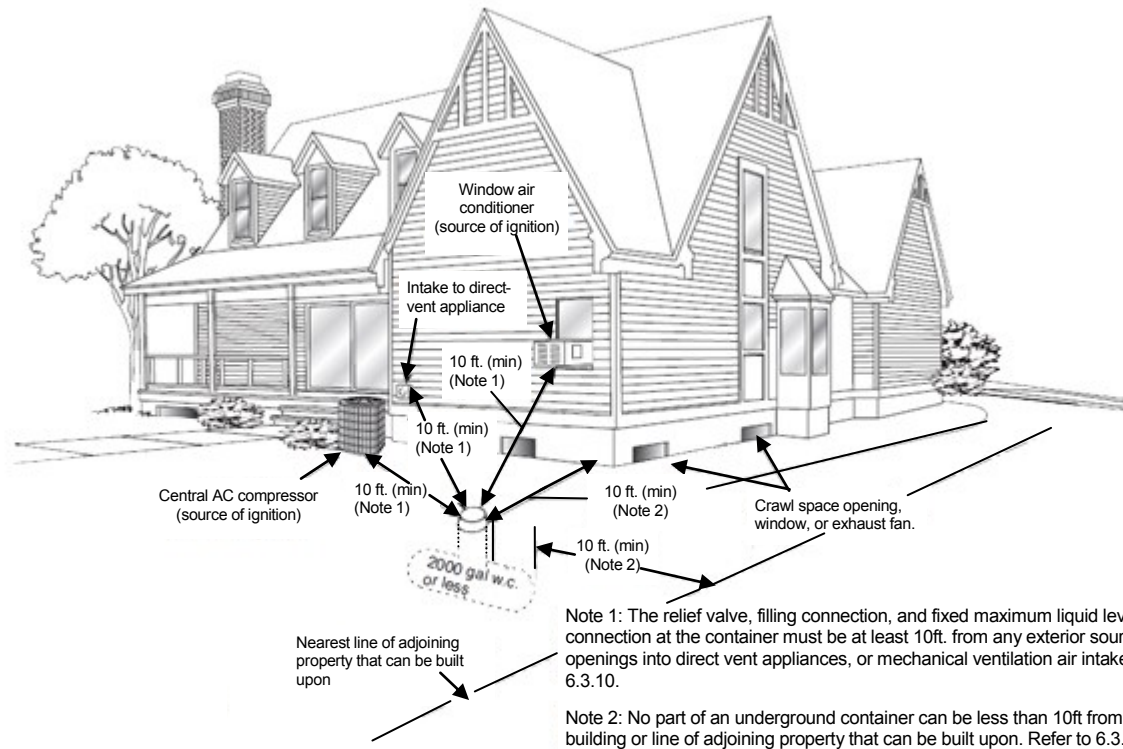 Window air
conditioner
(source of ignition)
Intake to direct-
vent appliance
10 ft. (min)
(Note 1)
10 ft. (min)
(Note 1)
Central AC compressor
(source of ignition)
10 ft. (min)
(Note 1)
10 ft. (min)
(Note 2)
Crawl space opening,
window, or exhaust fan.
10 ft. (min)
(Note 2)
2000 gal w.c.
or less
Nearest line of adjoining
property that can be built
upon
Note 1: The relief valve, filling connection, and fixed maximum liquid lev
connection at the container must be at least 10ft. from any exterior sour
openings into direct vent appliances, or mechanical ventilation air intake
6.3.10.
Note 2: No part of an underground container can be less than 10ft from
building or line of adjoining property that can be built upon. Refer to 6.3.